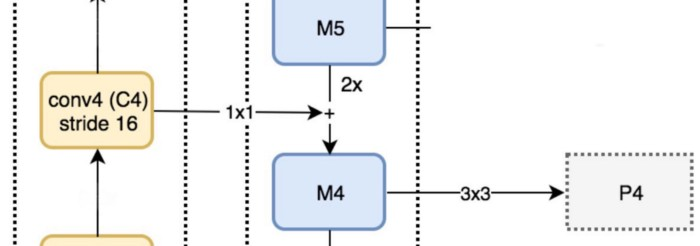 M5
2x
conv4 (C4)
stride 16
1x1
+
M4
3x3
P4